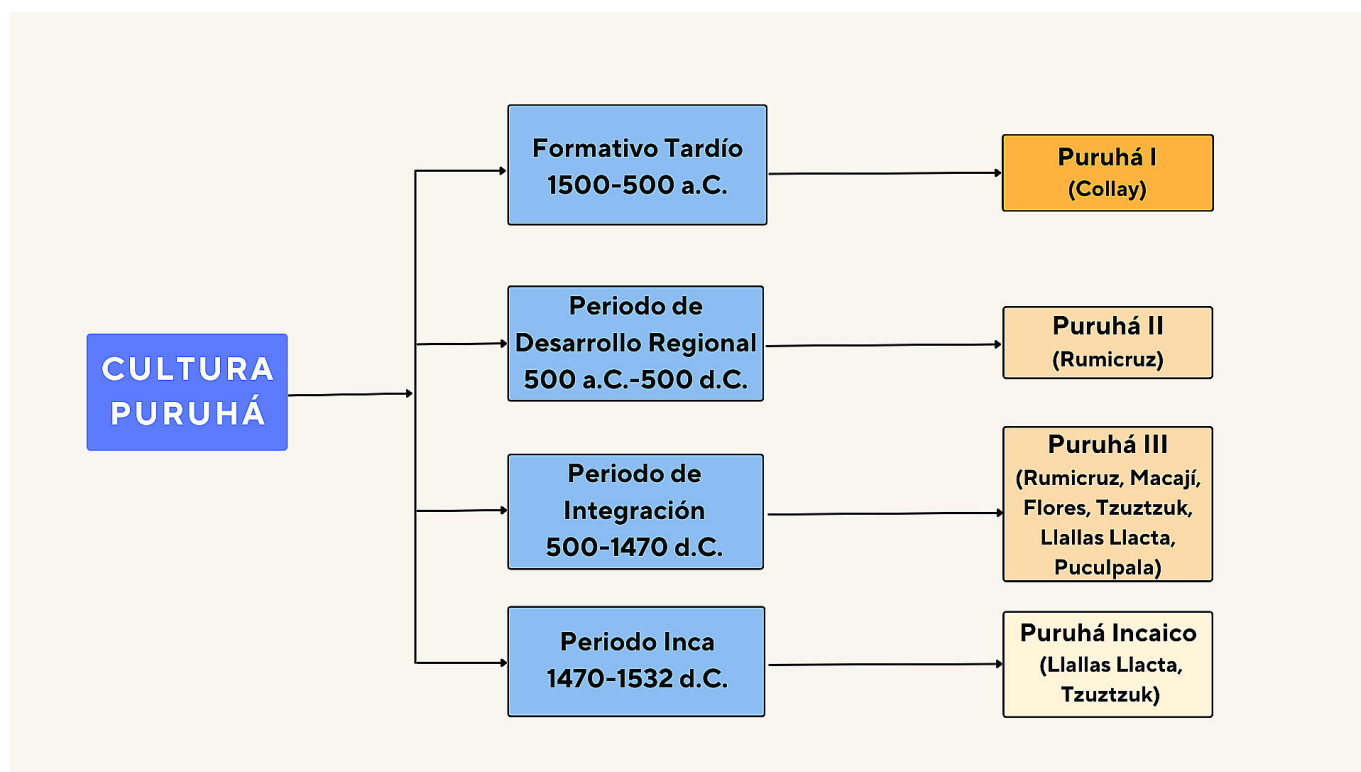 CULTURA
PURUHÁ
Formativo Tardío
1500-500 a.C.
Puruhá I
(Collay)
Periodo de
Desarrollo Regional
500 a.C.-500 d.C.
Puruhá II
(Rumicruz)
Periodo de
Integración
500-1470 d.C.
Puruhá III
(Rumicruz, Macají,
Flores, Tzuztzuk,
Llallas Llacta,
Puculpala)
Periodo Inca
1470-1532 d.C.
Puruhá Incaico
(Llallas Llacta,
Tzuztzuk)